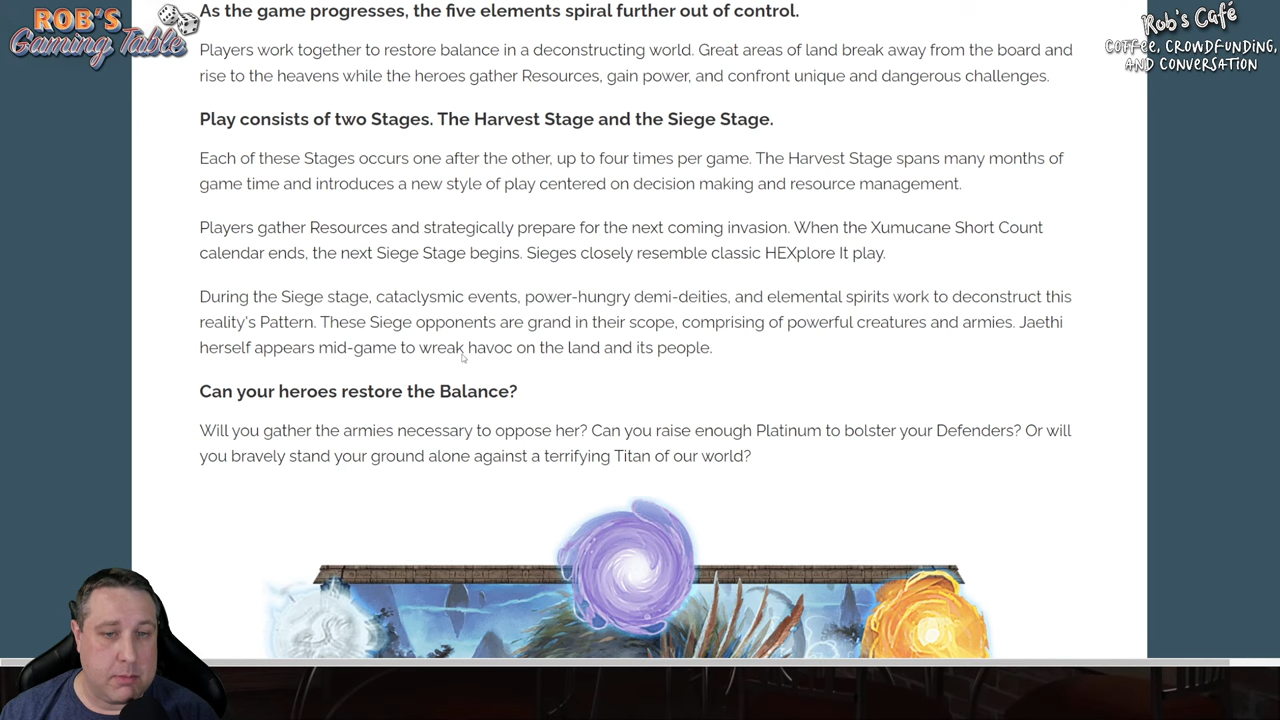 ROB'S
Gaming Table
Rob's Café
COFFEE, CROWDFUNDING,
AND CONVERSATION
As the game progresses, the five elements spiral further out of control.
Players work together to restore balance in a deconstructing world. Great areas of land break away from the board and
rise to the heavens while the heroes gather Resources, gain power, and confront unique and dangerous challenges.
Play consists of two Stages. The Harvest Stage and the Siege Stage.
Each of these Stages occurs one after the other, up to four times per game. The Harvest Stage spans many months of
game time and introduces a new style of play centered on decision making and resource management.
Players gather Resources and strategically prepare for the next coming invasion. When the Xumucane Short Count
calendar ends, the next Siege Stage begins. Sieges closely resemble classic HEXplore It play.
During the Siege stage, cataclysmic events, power-hungry demi-deities, and elemental spirits work to deconstruct this
reality's Pattern. These Siege opponents are grand in their scope, comprising of powerful creatures and armies. Jaethi
herself appears mid-game to wreak havoc on the land and its people.
Can your heroes restore the Balance?
Will you gather the armies necessary to oppose her? Can you raise enough Platinum to bolster your Defenders? Or will
you bravely stand your ground alone against a terrifying Titan of our world?